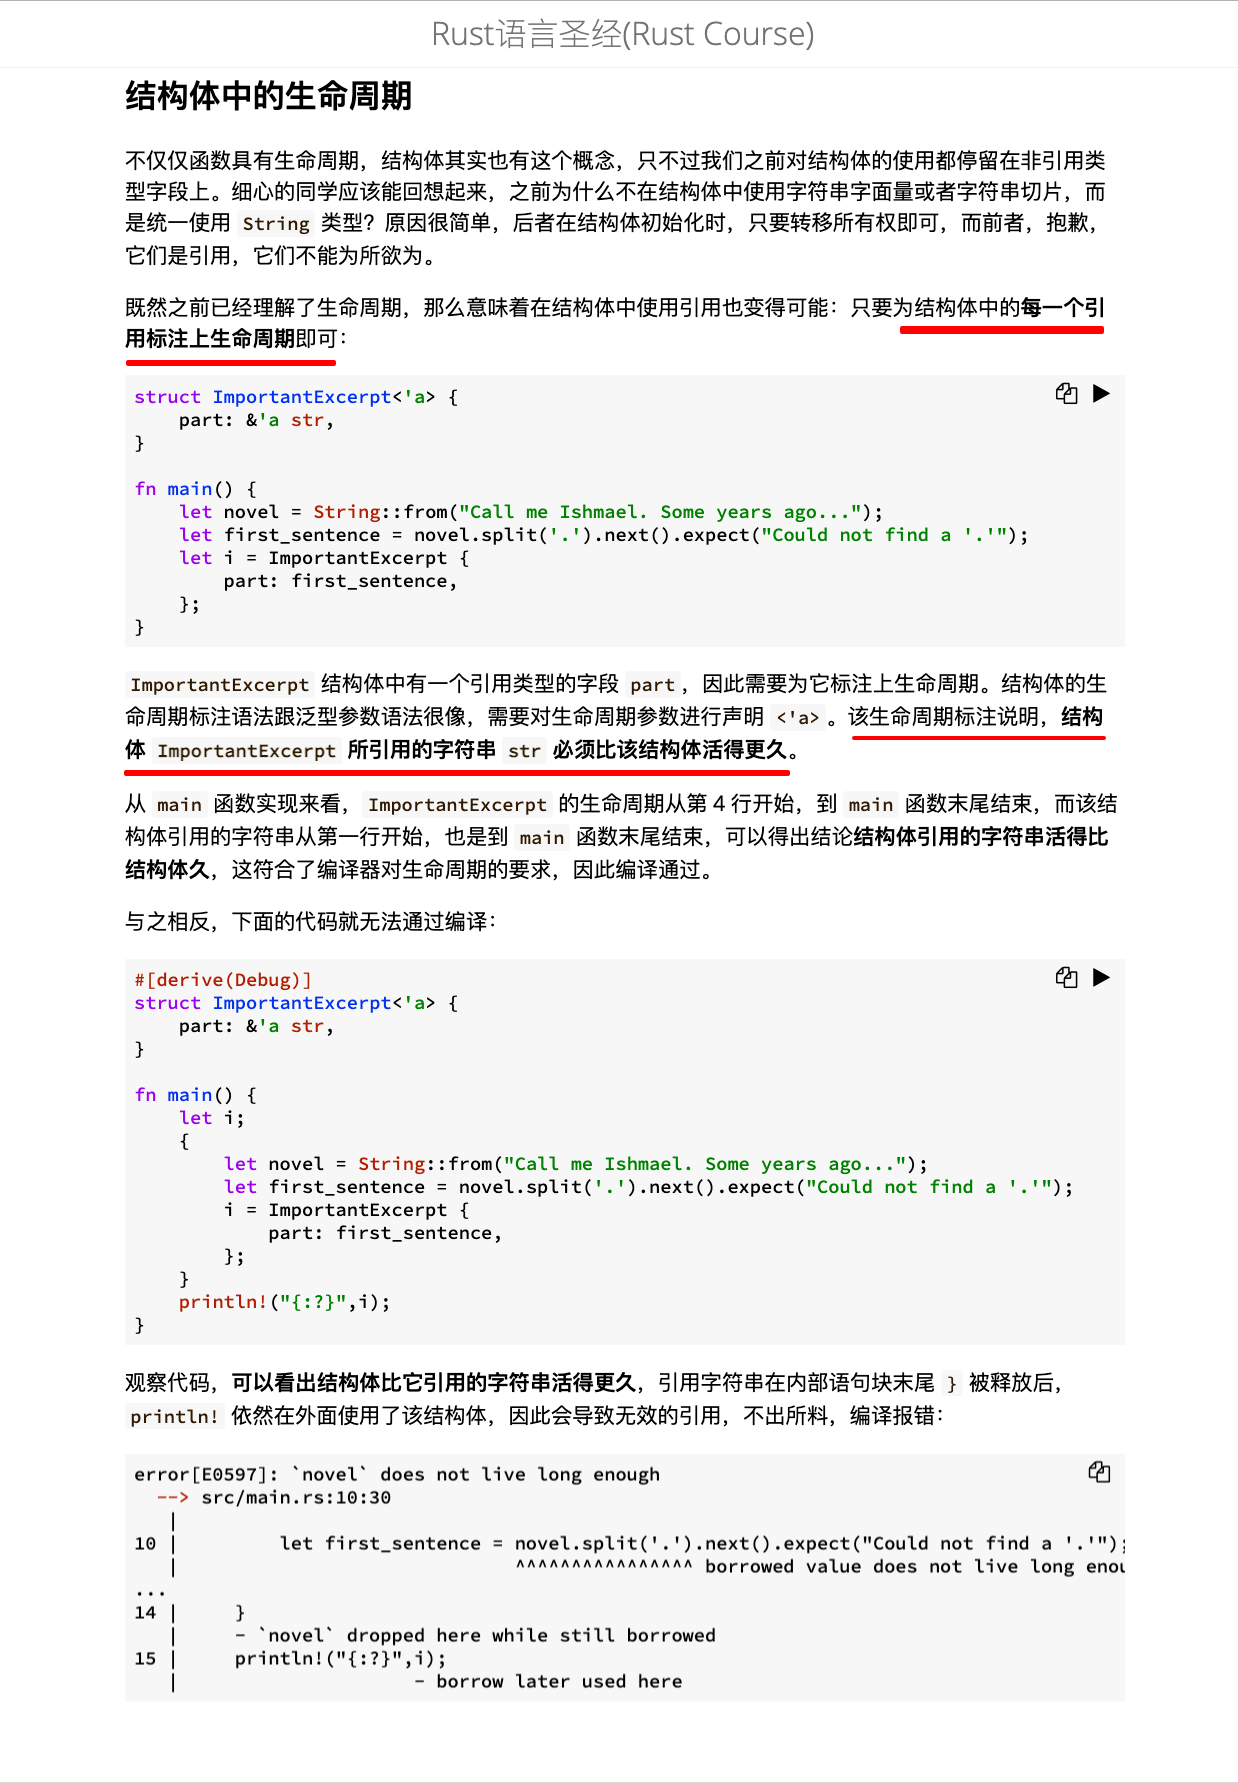 Rust语言圣经(Rust Course)
结构体中的生命周期
不仅仅函数具有生命周期，结构体其实也有这个概念，只不过我们之前对结构体的使用都停留在非引用类
型字段上。细心的同学应该能回想起来，之前为什么不在结构体中使用字符串字面量或者字符串切片，而
是统一使用 String 类型？原因很简单，后者在结构体初始化时，只要转移所有权即可，而前者，抱歉，
它们是引用，它们不能为所欲为。
既然之前已经理解了生命周期，那么意味着在结构体中使用引用也变得可能：只要为结构体中的每一个引
用标注上生命周期即可：
struct ImportantExcerpt<'a> {
    part: &'a str,
}
fn main() {
    let novel = String::from("Call me Ishmael. Some years ago...");
    let first_sentence = novel.split('.').next().expect("Could not find a '.'");
    let i = ImportantExcerpt {
        part: first_sentence,
    };
}
ImportantExcerpt 结构体中有一个引用类型的字段 part，因此需要为它标注上生命周期。结构体的生
命周期标注语法跟泛型参数语法很像，需要对生命周期参数进行声明 <'a>。该生命周期标注说明，结构
体 ImportantExcerpt 所引用的字符串 str 必须比该结构体活得更久。
从 main 函数实现来看，ImportantExcerpt 的生命周期从第 4 行开始，到 main 函数末尾结束，而该结
构体引用的字符串从第一行开始，也是到 main 函数末尾结束，可以得出结论结构体引用的字符串活得比
结构体久，这符合了编译器对生命周期的要求，因此编译通过。
与之相反，下面的代码就无法通过编译：
#[derive(Debug)]
struct ImportantExcerpt<'a> {
    part: &'a str,
}
fn main() {
    let i;
    {
        let novel = String::from("Call me Ishmael. Some years ago...");
        let first_sentence = novel.split('.').next().expect("Could not find a '.'");
        i = ImportantExcerpt {
            part: first_sentence,
        };
    }
    println!("{:?}",i);
}
观察代码，可以看出结构体比它引用的字符串活得更久，引用字符串在内部语句块末尾 } 被释放后，
println! 依然在外面使用了该结构体，因此会导致无效的引用，不出所料，编译报错：
error[E0597]: `novel` does not live long enough
  --> src/main.rs:10:30
   |
10 |         let first_sentence = novel.split('.').next().expect("Could not find a '.'");
   |                              ^^^^^^^^^^^^^^^^ borrowed value does not live long enou
...
14 |     }
   |     - `novel` dropped here while still borrowed
15 |     println!("{:?}",i);
   |                     - borrow later used here